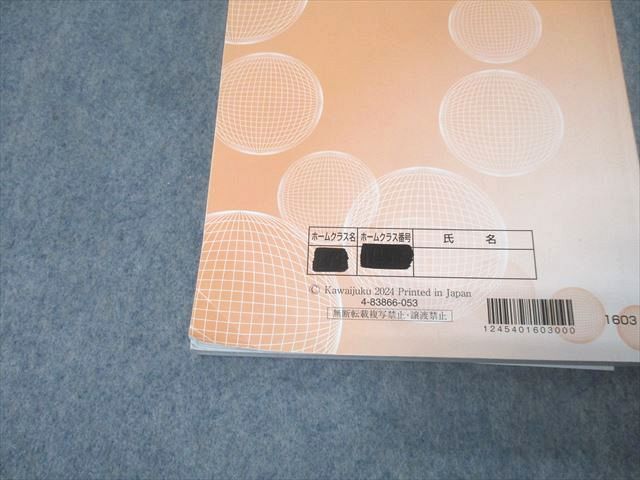 ホームクラス名 ホームクラス番号 氏 名
© Kawaijuku 2024 Printed in Japan
4-83866-053
無断転載複写禁止・譲渡禁止
1245401603000
1603